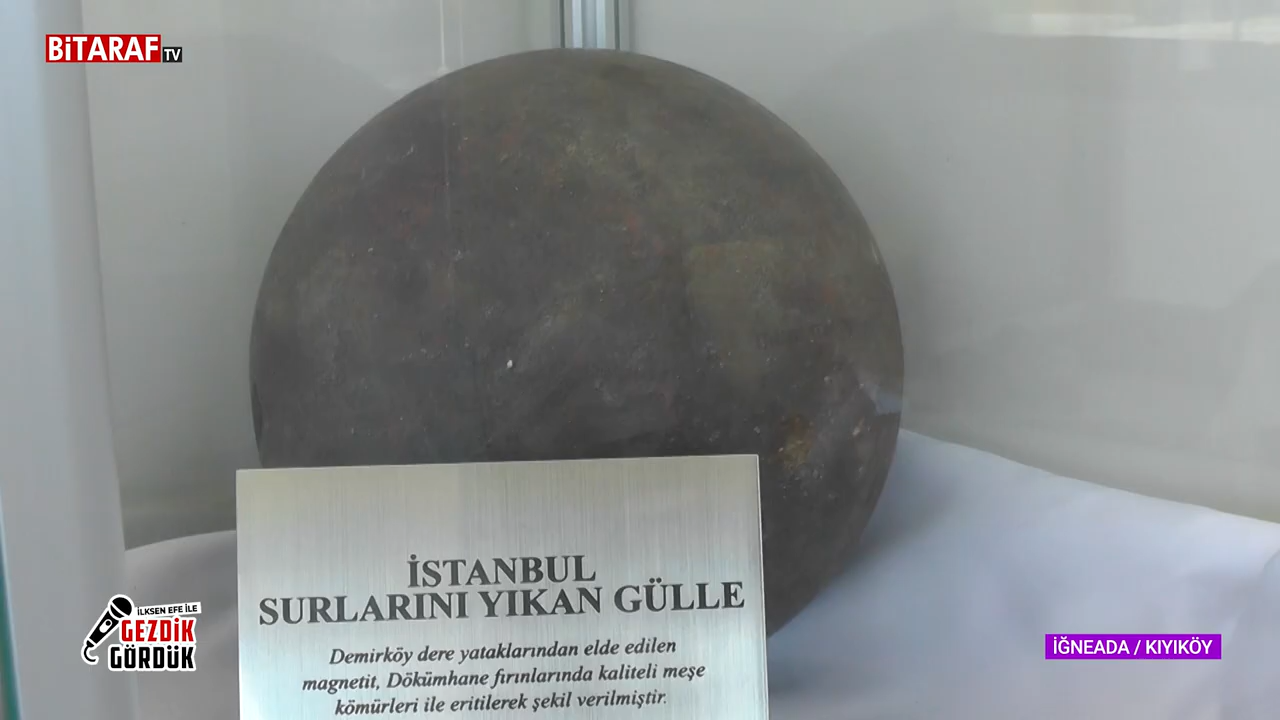 BİTARAF TV
İSTANBUL
SURLARINI YIKAN GÜLLE
Demirköy dere yataklarından elde edilen
magnetit, Dökümhane fırınlarında kaliteli meşe
kömürleri ile eritilerek şekil verilmiştir.
İLKSEN EFE İLE
GEZDİK
GÖRDÜK
İĞNEADA / KIYIKÖY